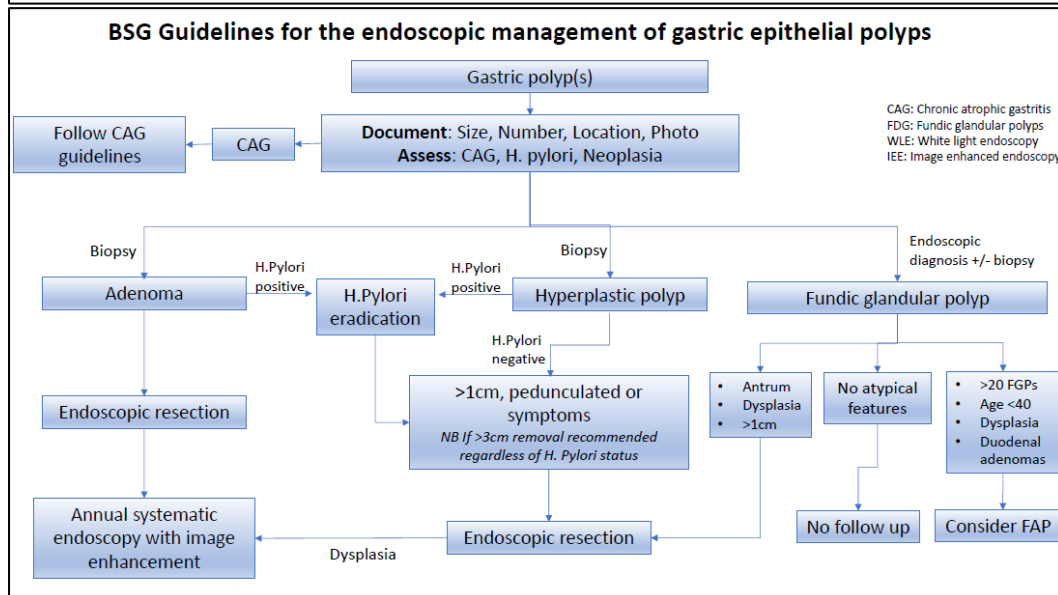 BSG Guidelines for the endoscopic management of gastric epithelial polyps
Gastric polyp(s)
CAG: Chronic atrophic gastritis
FDG: Fundic glandular polyps
WLE: White light endoscopy
IEE: Image enhanced endoscopy
Follow CAG
guidelines
CAG
Document: Size, Number, Location, Photo
Assess: CAG, H. pylori, Neoplasia
Biopsy
Biopsy
Endoscopic
diagnosis +/- biopsy
Adenoma
H.Pylori
positive
H.Pylori
eradication
H.Pylori
positive
Hyperplastic polyp
Fundic glandular polyp
H.Pylori
negative
Endoscopic resection
>1cm, pedunculated or
symptoms
NB If >3cm removal recommended
regardless of H. Pylori status
• Antrum
• Dysplasia
• >1cm
No atypical
features
• >20 FGPs
• Age <40
• Dysplasia
• Duodenal
adenomas
Annual systematic
endoscopy with image
enhancement
Dysplasia
Endoscopic resection
No follow up
Consider FAP